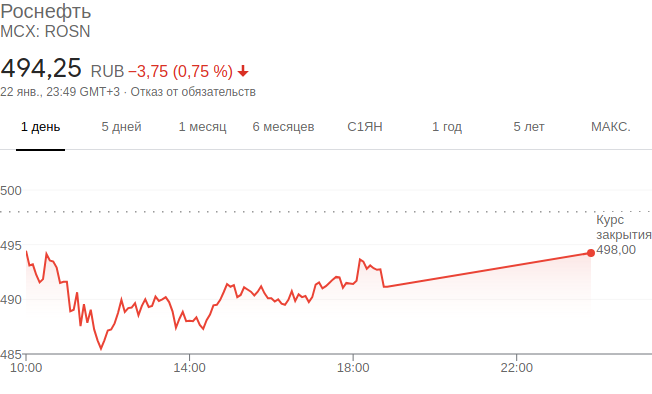 Роснефть
MCX: ROSN
494,25 RUB −3,75 (0,75 %)
22 янв., 23:49 GMT+3 · Отказ от обязательств
1 день 5 дней 1 месяц 6 месяцев С1ЯН 1 год 5 лет МАКС.
500
Курс
закрытия
495
498,00
490
485
10:00 14:00 18:00 22:00